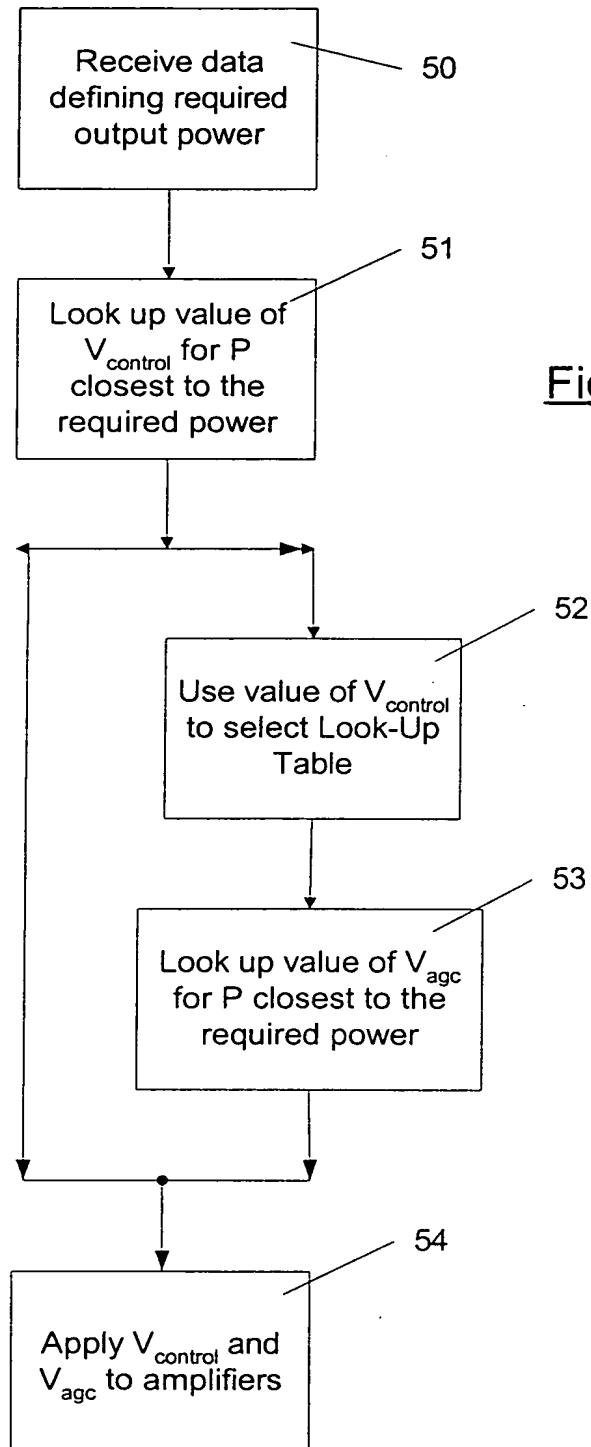 Receive data
defining required
output power
50
Look up value of
Vcontrol for P
closest to the
required power
51
Use value of Vcontrol
to select Look-Up
Table
52
Look up value of Vagc
for P closest to the
required power
53
Apply Vcontrol and
Vagc to amplifiers
54